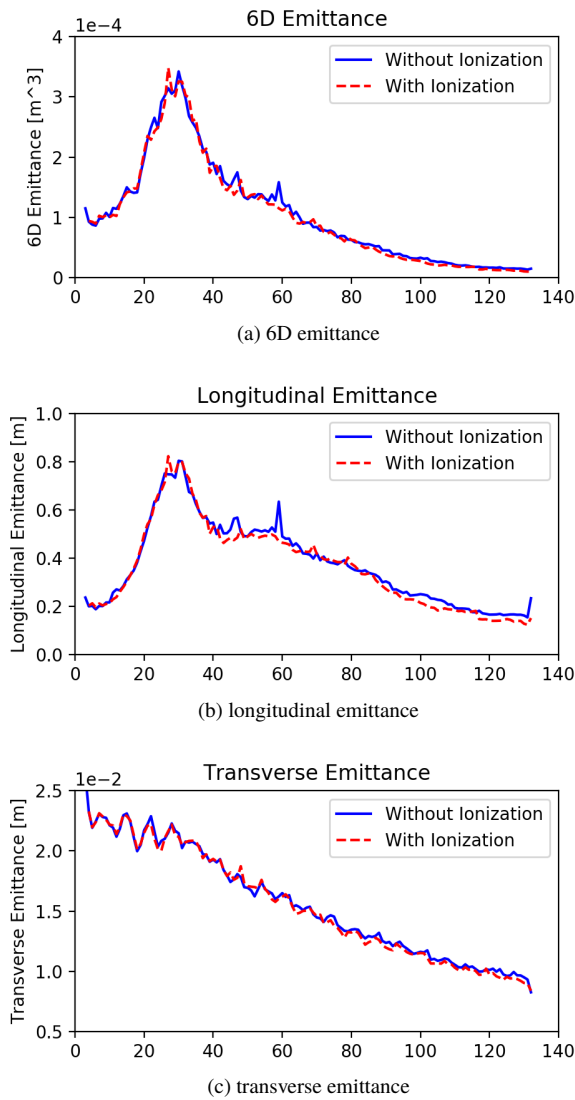 6D Emittance
1e−4
6D Emittance [m^3]
4
3
2
1
0
Without Ionization
With Ionization
0 20 40 60 80 100 120 140
(a) 6D emittance
Longitudinal Emittance
Longitudinal Emittance [m]
1.0
0.8
0.6
0.4
0.2
0.0
Without Ionization
With Ionization
0 20 40 60 80 100 120 140
(b) longitudinal emittance
Transverse Emittance
1e−2
Transverse Emittance [m]
2.5
2.0
1.5
1.0
0.5
Without Ionization
With Ionization
0 20 40 60 80 100 120 140
(c) transverse emittance